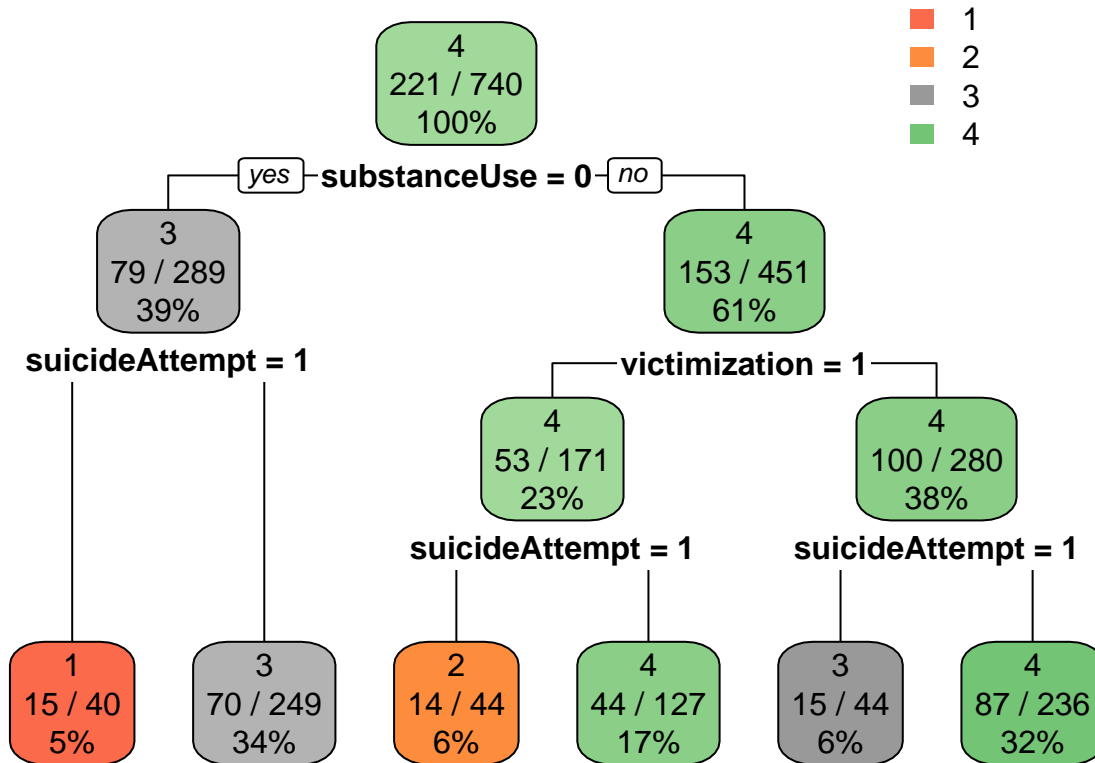 1
2
3
4
4
221 / 740
100%
yes substanceUse = 0 no
3
79 / 289
39%
4
153 / 451
61%
suicideAttempt = 1
victimization = 1
4
53 / 171
23%
4
100 / 280
38%
suicideAttempt = 1
suicideAttempt = 1
1
15 / 40
5%
3
70 / 249
34%
2
14 / 44
6%
4
44 / 127
17%
3
15 / 44
6%
4
87 / 236
32%